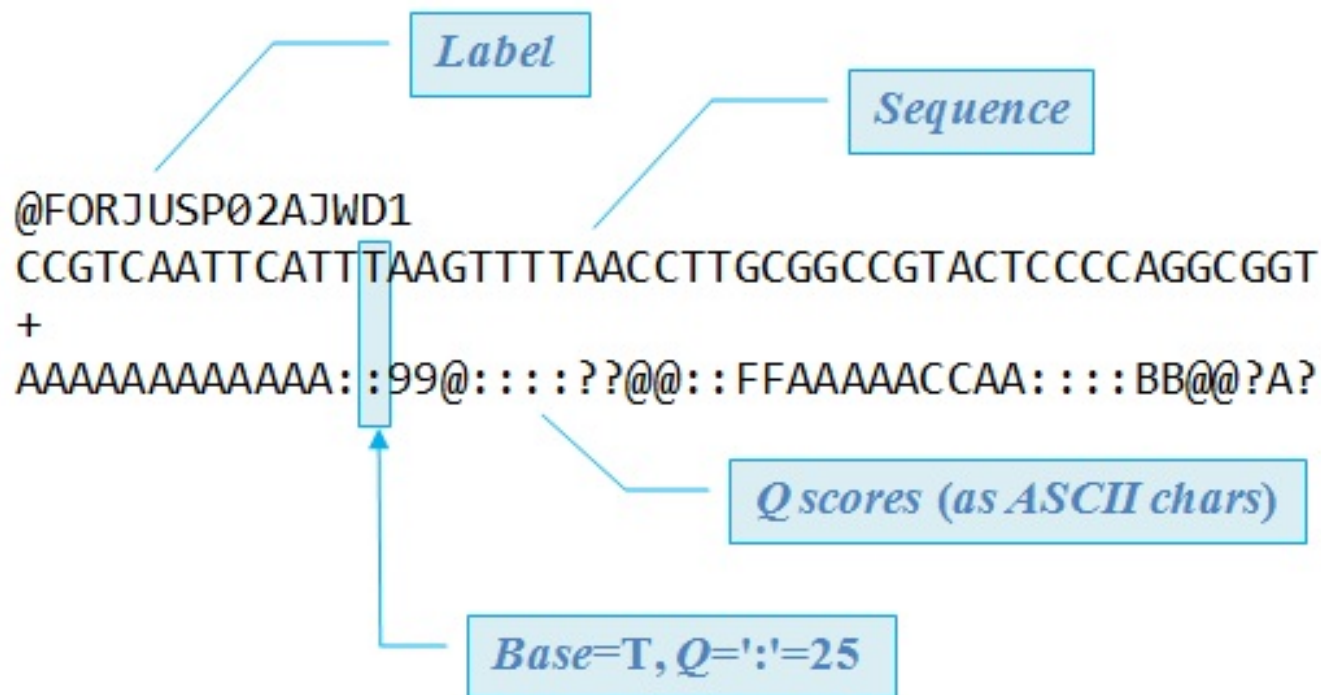 Label
Sequence
@FORJUSP02AJWD1
CCGTCAATTCATTTAAGTTTTAACCTTGCGGCCGTACTCCCCAGGCGGT
+
AAAAAAAAAAAA::99@::::??@@::FFAAAAACCAA::::BB@@?A?
Q scores (as ASCII chars)
Base=T, Q=':'=25